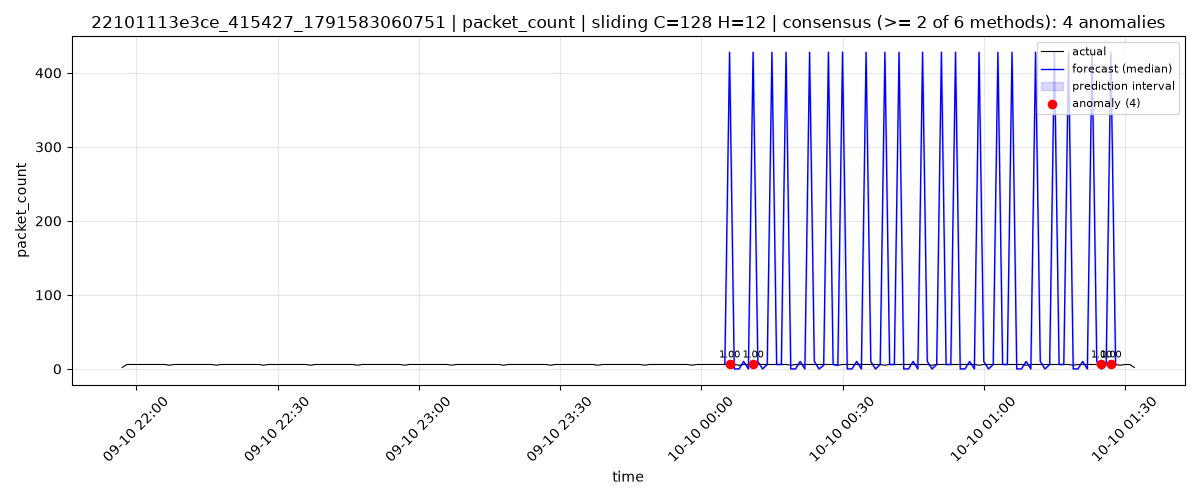 22101113e3ce_415427_1791583060751 | packet_count | sliding C=128 H=12 | consensus (>= 2 of 6 methods): 4 anomalies
actual
forecast (median)
prediction interval
anomaly (4)
packet_count
400
300
200
100
0
1.00
1.00
1.00
1.00
09-10 22:00
09-10 22:30
09-10 23:00
09-10 23:30
10-10 00:00
10-10 00:30
10-10 01:00
10-10 01:30
time